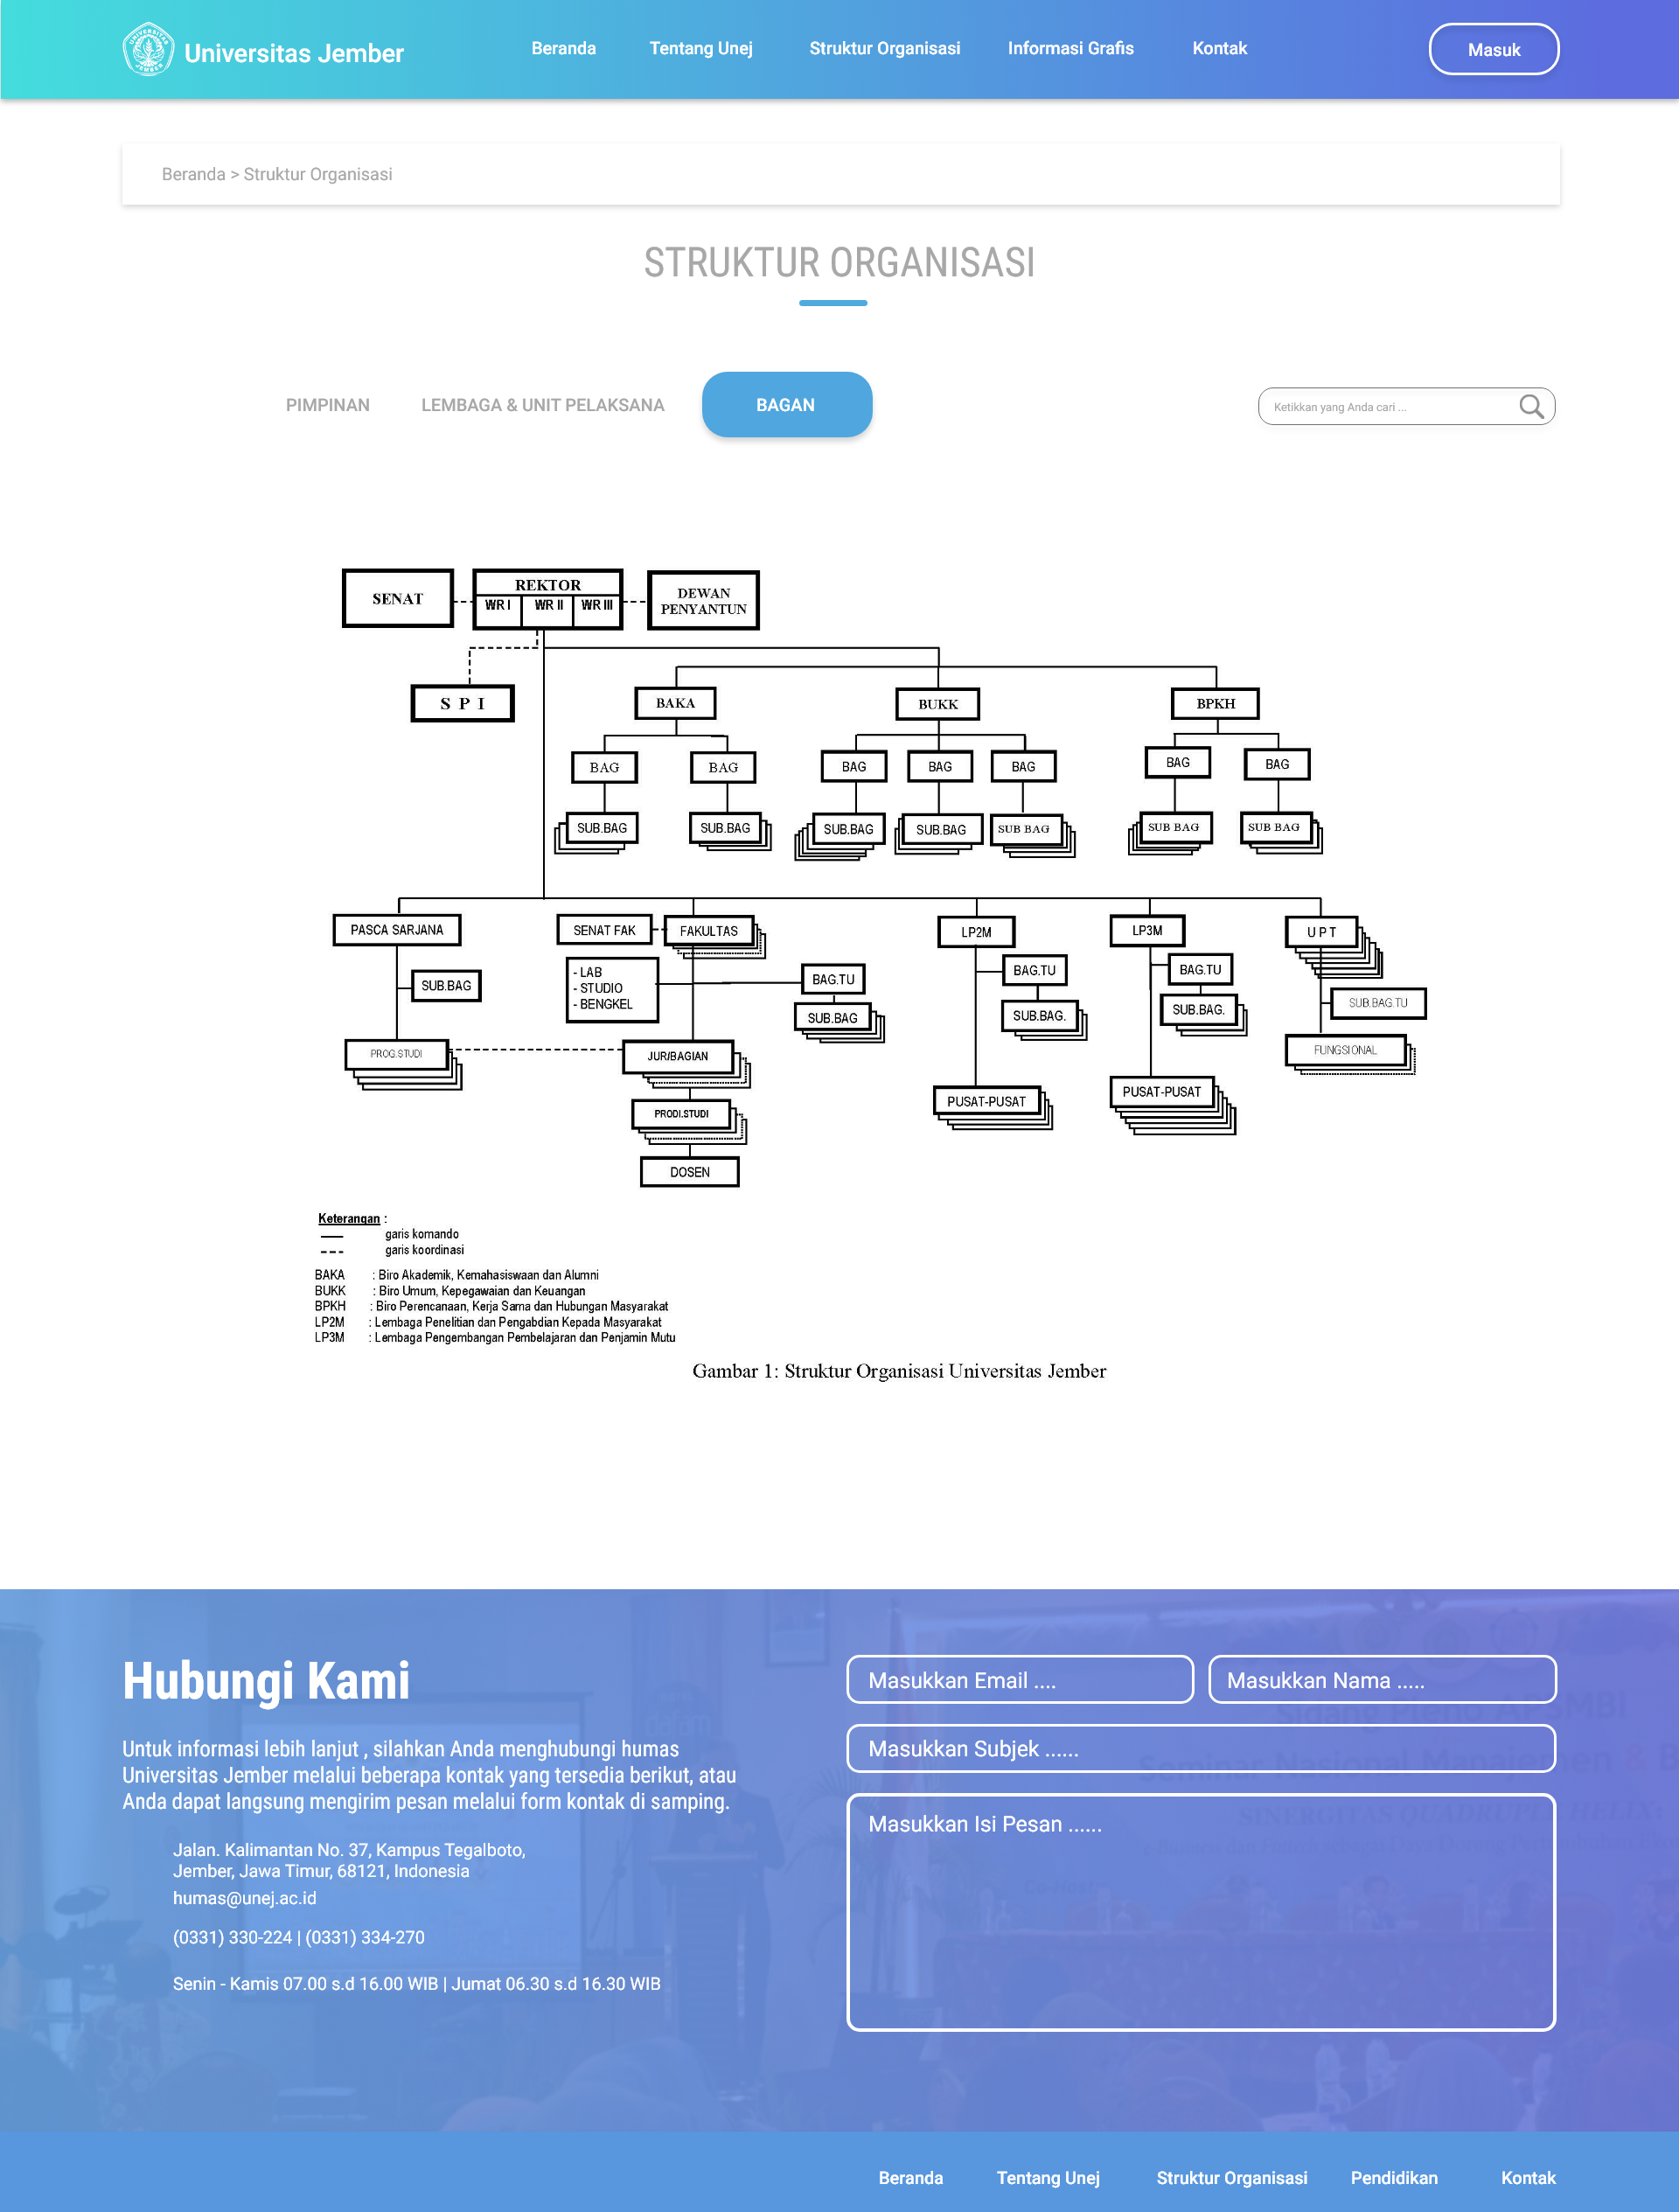 Universitas Jember
Beranda
Tentang Unej
Struktur Organisasi
Informasi Grafis
Kontak
Masuk
Beranda > Struktur Organisasi
STRUKTUR ORGANISASI
PIMPINAN
LEMBAGA & UNIT PELAKSANA
BAGAN
Ketikkan yang Anda cari ...
SENAT
REKTOR
WR I
WR II
WR III
DEWAN
PENYANTUN
S P I
BAKA
BUKK
BPKH
BAG
BAG
BAG
BAG
BAG
BAG
BAG
SUB.BAG
SUB.BAG
SUB.BAG
SUB.BAG
SUB BAG
SUB BAG
SUB BAG
PASCA SARJANA
SENAT FAK
FAKULTAS
LP2M
LP3M
U P T
SUB.BAG
- LAB
- STUDIO
- BENGKEL
BAG.TU
SUB.BAG
BAG.TU
SUB.BAG.
BAG.TU
SUB.BAG.
SUB.BAG.TU
FUNGSIONAL
PROG.STUDI
JUR/BAGIAN
PUSAT-PUSAT
PUSAT-PUSAT
PRODI.STUDI
DOSEN
Keterangan :
garis komando
garis koordinasi
BAKA : Biro Akademik, Kemahasiswaan dan Alumni
BUKK : Biro Umum, Kepegawaian dan Keuangan
BPKH : Biro Perencanaan, Kerja Sama dan Hubungan Masyarakat
LP2M : Lembaga Penelitian dan Pengabdian Kepada Masyarakat
LP3M : Lembaga Pengembangan Pembelajaran dan Penjamin Mutu
Gambar 1: Struktur Organisasi Universitas Jember
Hubungi Kami
Untuk informasi lebih lanjut , silahkan Anda menghubungi humas
Universitas Jember melalui beberapa kontak yang tersedia berikut, atau
Anda dapat langsung mengirim pesan melalui form kontak di samping.
Jalan. Kalimantan No. 37, Kampus Tegalboto,
Jember, Jawa Timur, 68121, Indonesia
humas@unej.ac.id
(0331) 330-224 | (0331) 334-270
Senin - Kamis 07.00 s.d 16.00 WIB | Jumat 06.30 s.d 16.30 WIB
Masukkan Email ....
Masukkan Nama .....
Masukkan Subjek ......
Masukkan Isi Pesan ......
Sidang Pleno APSMBI
Seminar Nasional Manajemen & B
Beranda
Tentang Unej
Struktur Organisasi
Pendidikan
Kontak